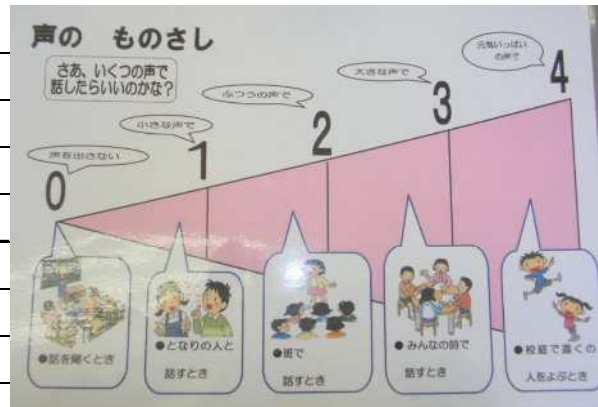 声の ものさし
さあ、いくつの声で
話したらいいのかな?
声を出さない
0
小さな声で
1
ふつうの声で
2
大きな声で
3
元気いっぱい
の声で
4
●話を聞くとき
●となりの人と
話すとき
●班で
話すとき
●みんなの前で
話すとき
●校庭で遠くの
人をよぶとき